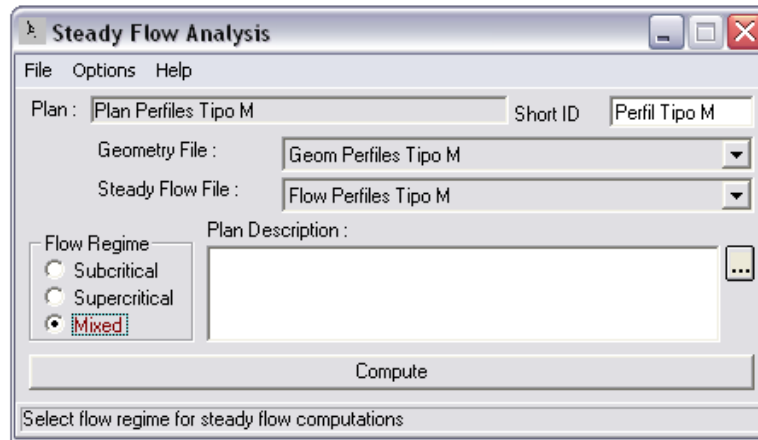 Steady Flow Analysis
File Options Help
Plan : Plan Perfiles Tipo M Short ID Perfil Tipo M
Geometry File : Geom Perfiles Tipo M
Steady Flow File : Flow Perfiles Tipo M
Flow Regime
Plan Description :
Subcritical
Supercritical
Mixed
...
Compute
Select flow regime for steady flow computations